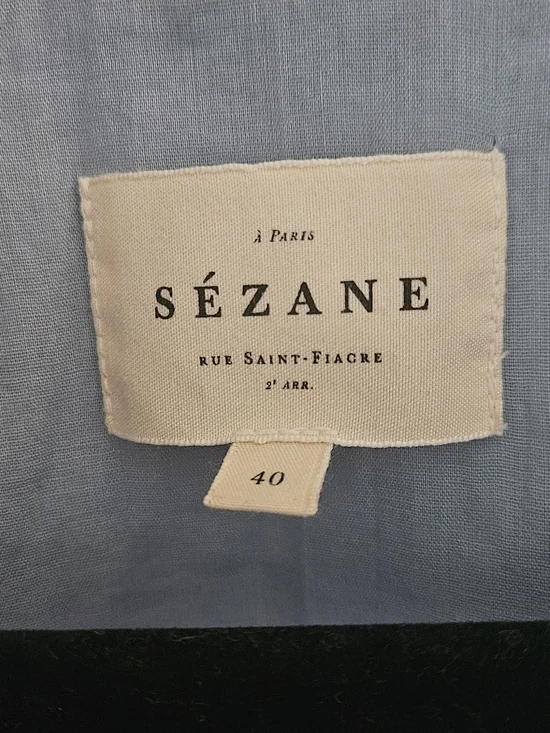 À PARIS
SÉZANE
RUE SAINT-FIACRE
2ᵉ ARR.
40